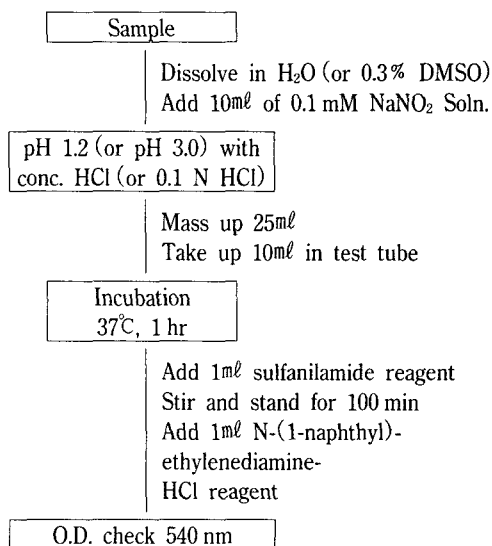 Sample
Dissolve in H₂O (or 0.3% DMSO)
Add 10mℓ of 0.1 mM NaNO₂ Soln.
pH 1.2 (or pH 3.0) with
conc. HCl (or 0.1 N HCl)
Mass up 25mℓ
Take up 10mℓ in test tube
Incubation
37℃, 1 hr
Add 1mℓ sulfanilamide reagent
Stir and stand for 100 min
Add 1mℓ N-(1-naphthyl)-
ethylenediamine-
HCl reagent
O.D. check 540 nm